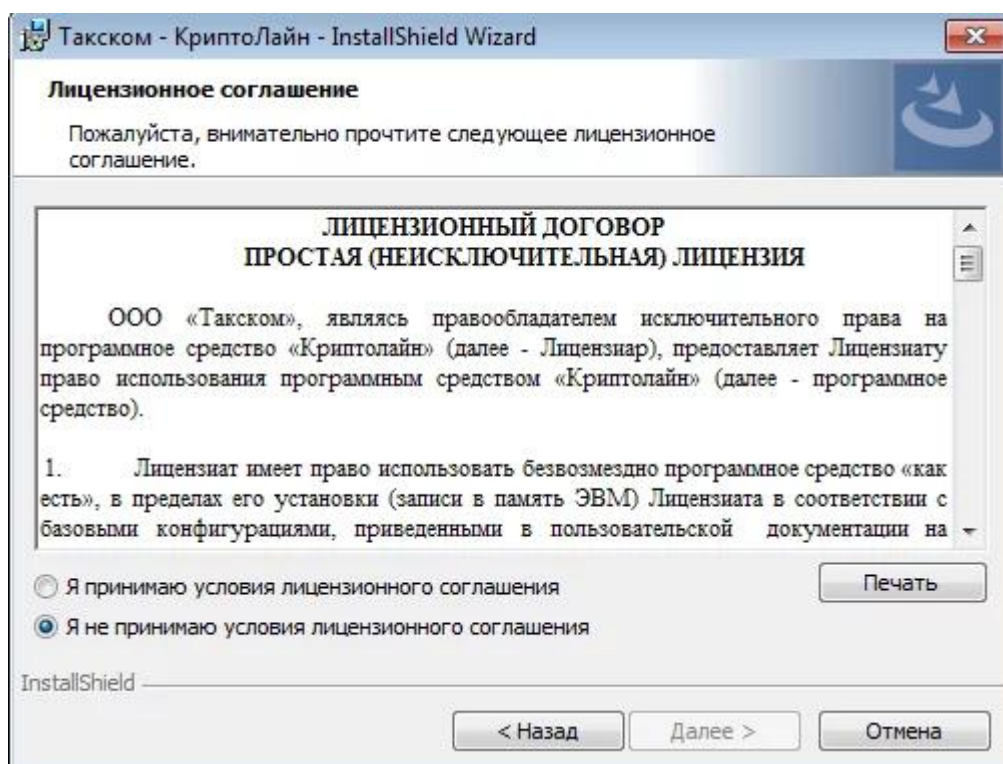 Такском - КриптоЛайн - InstallShield Wizard
Лицензионное соглашение
Пожалуйста, внимательно прочтите следующее лицензионное
соглашение.
ЛИЦЕНЗИОННЫЙ ДОГОВОР
ПРОСТАЯ (НЕИСКЛЮЧИТЕЛЬНАЯ) ЛИЦЕНЗИЯ
ООО «Такском», являясь правообладателем исключительного права на
программное средство «Криптолайн» (далее - Лицензиар), предоставляет Лицензиату
право использования программным средством «Криптолайн» (далее - программное
средство).
1. Лицензиат имеет право использовать безвозмездно программное средство «как
есть», в пределах его установки (записи в память ЭВМ) Лицензиата в соответствии с
базовыми конфигурациями, приведенными в пользовательской документации на
Я принимаю условия лицензионного соглашения
Печать
Я не принимаю условия лицензионного соглашения
InstallShield
< Назад
Далее >
Отмена